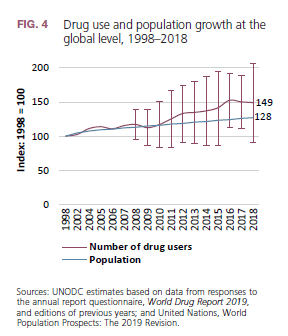 FIG. 4 Drug use and population growth at the
global level, 1998–2018
Index: 1998 = 100
200
150
100
50
0
149
128
1998
2002
2004
2005
2006
2007
2008
2009
2010
2011
2012
2013
2014
2015
2016
2017
2018
Number of drug users
Population
Sources: UNODC estimates based on data from responses to
the annual report questionnaire, World Drug Report 2019,
and editions of previous years; and United Nations, World
Population Prospects: The 2019 Revision.